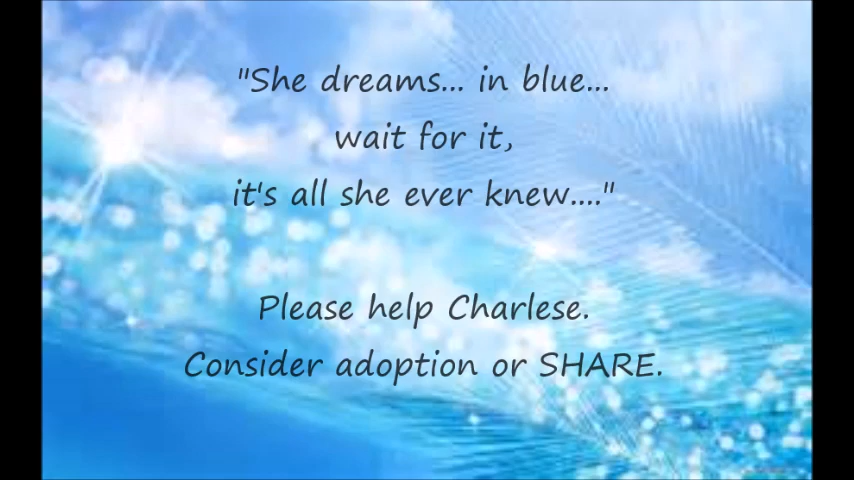 "She dreams... in blue...
wait for it,
it's all she ever knew...."
Please help Charlese.
Consider adoption or SHARE.